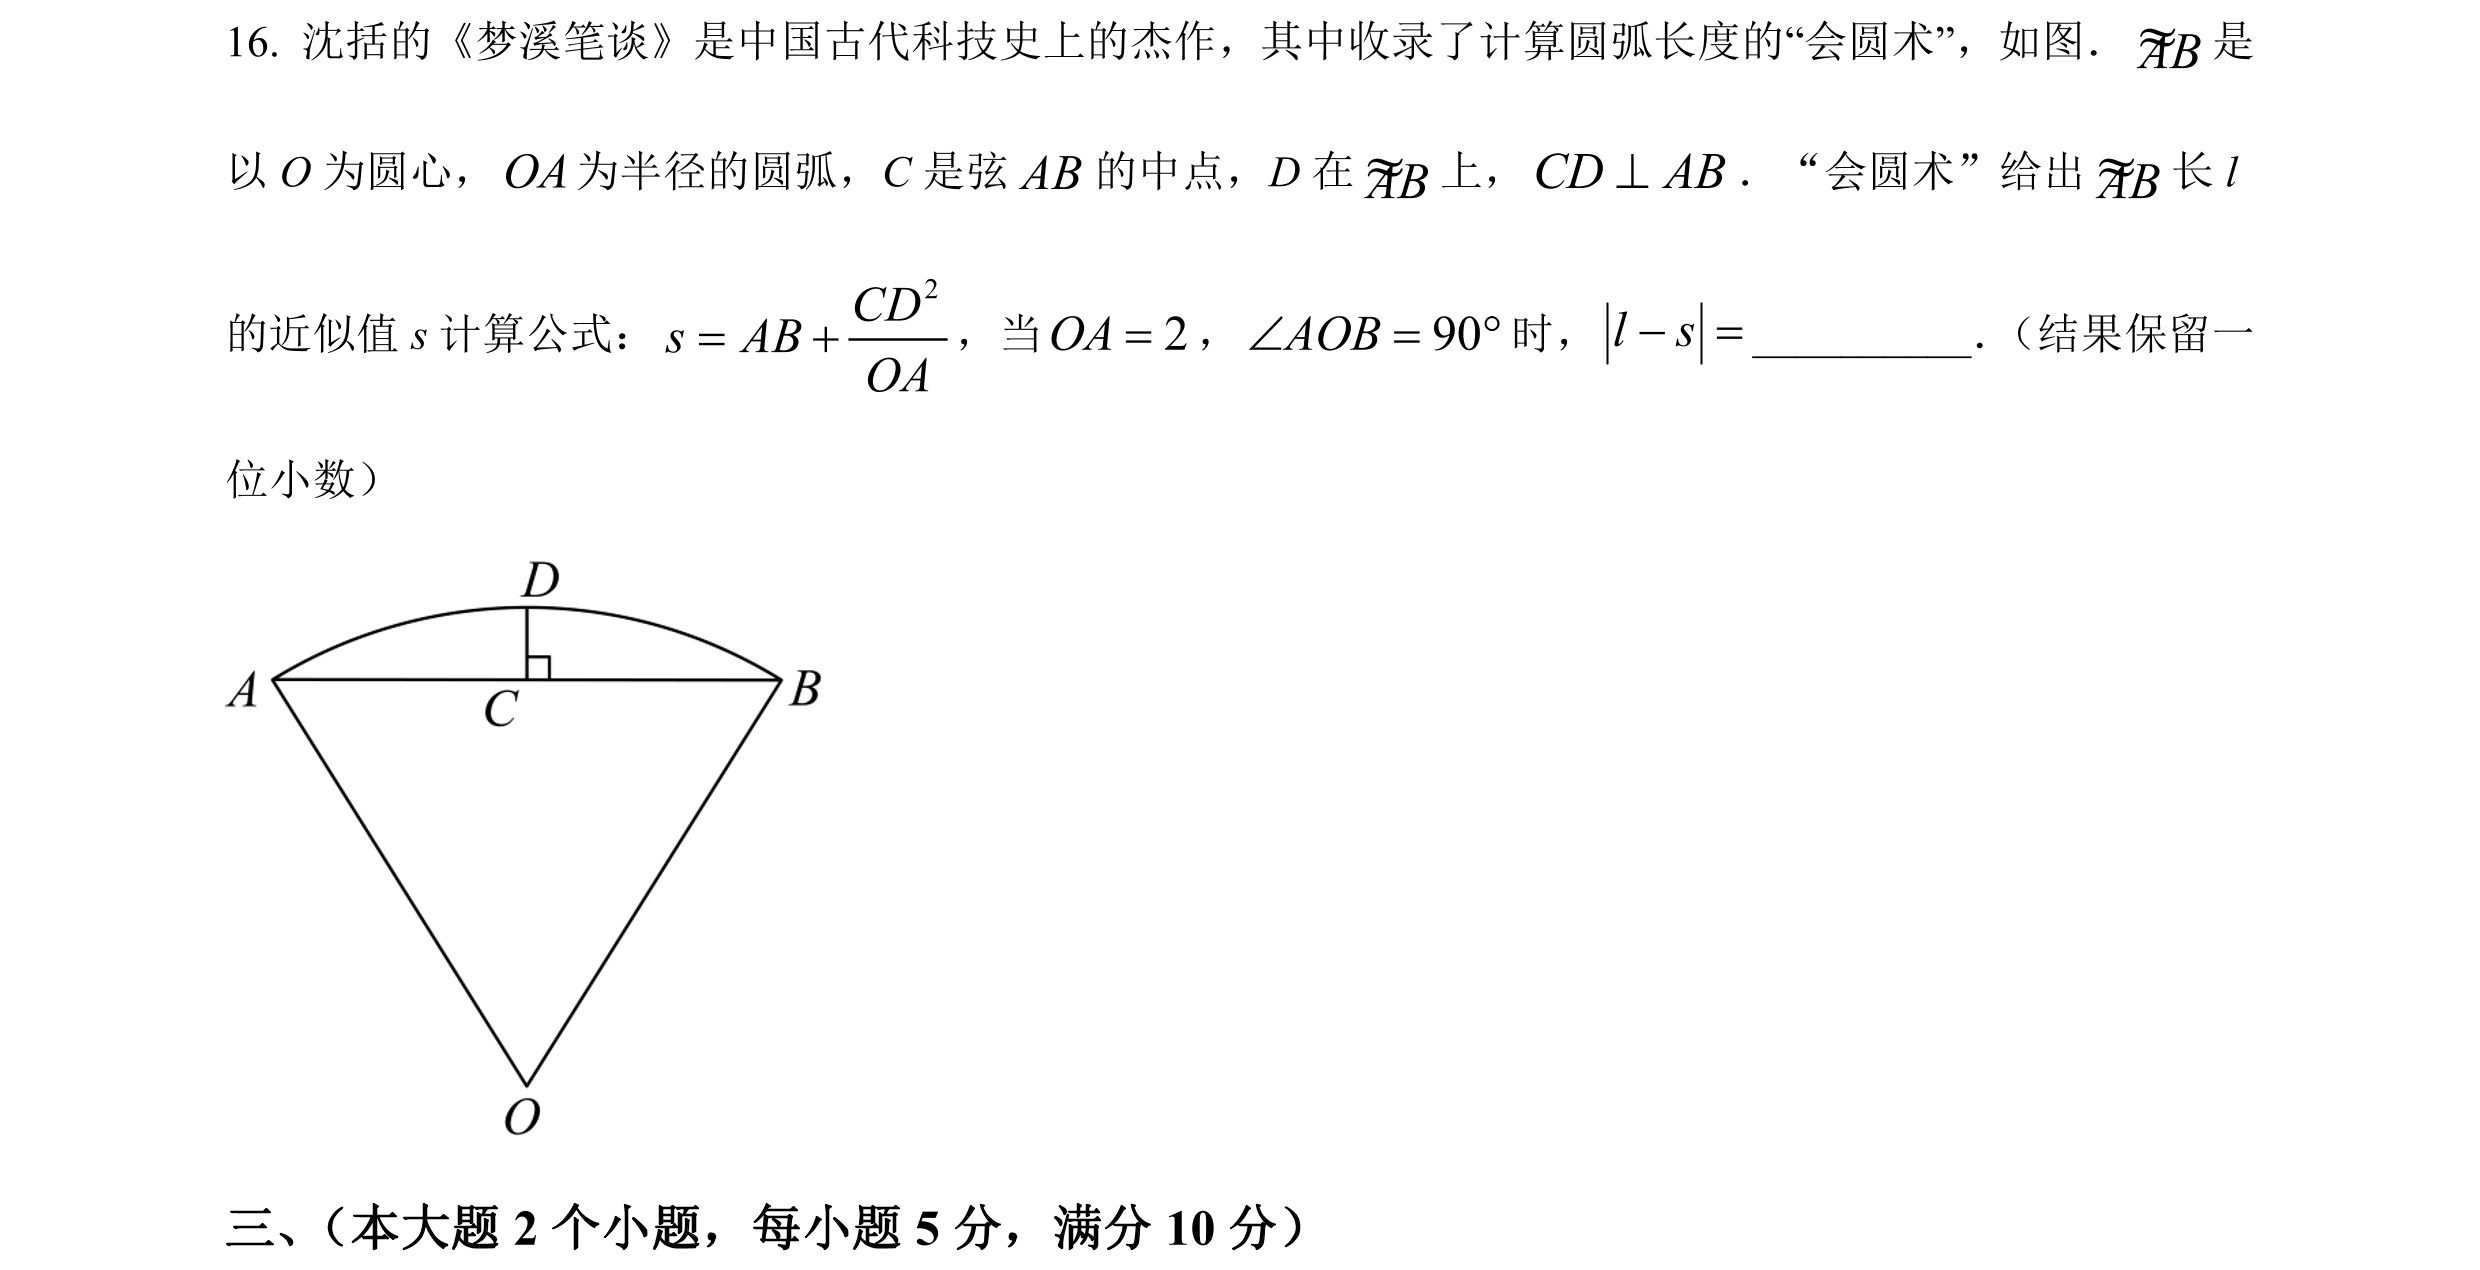 16. 沈括的《梦溪笔谈》是中国古代科技史上的杰作，其中收录了计算圆弧长度的“会圆术”，如图． $\overset{\approx}{AB}$ 是
以 O 为圆心，OA 为半径的圆弧，C 是弦 AB 的中点，D 在 $\overset{\approx}{AB}$ 上，CD ⊥ AB． “会圆术”给出 $\overset{\approx}{AB}$ 长 l
的近似值 s 计算公式：$s = AB + \frac{CD^2}{OA}$，当 OA = 2，∠AOB = 90° 时，|l − s| = __________．（结果保留一
位小数）
D
A
C
B
O
三、（本大题 2 个小题，每小题 5 分，满分 10 分）